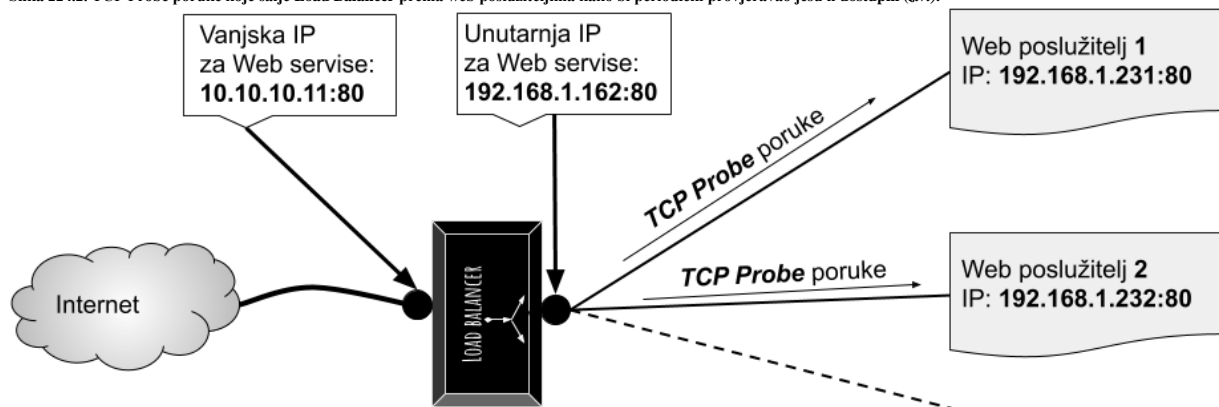 Vanjska IP
za Web servise:
10.10.10.11:80
Unutarnja IP
za Web servise:
192.168.1.162:80
Web poslužitelj 1
IP: 192.168.1.231:80
TCP Probe poruke
TCP Probe poruke
Web poslužitelj 2
IP: 192.168.1.232:80
Internet
LOAD BALANCER